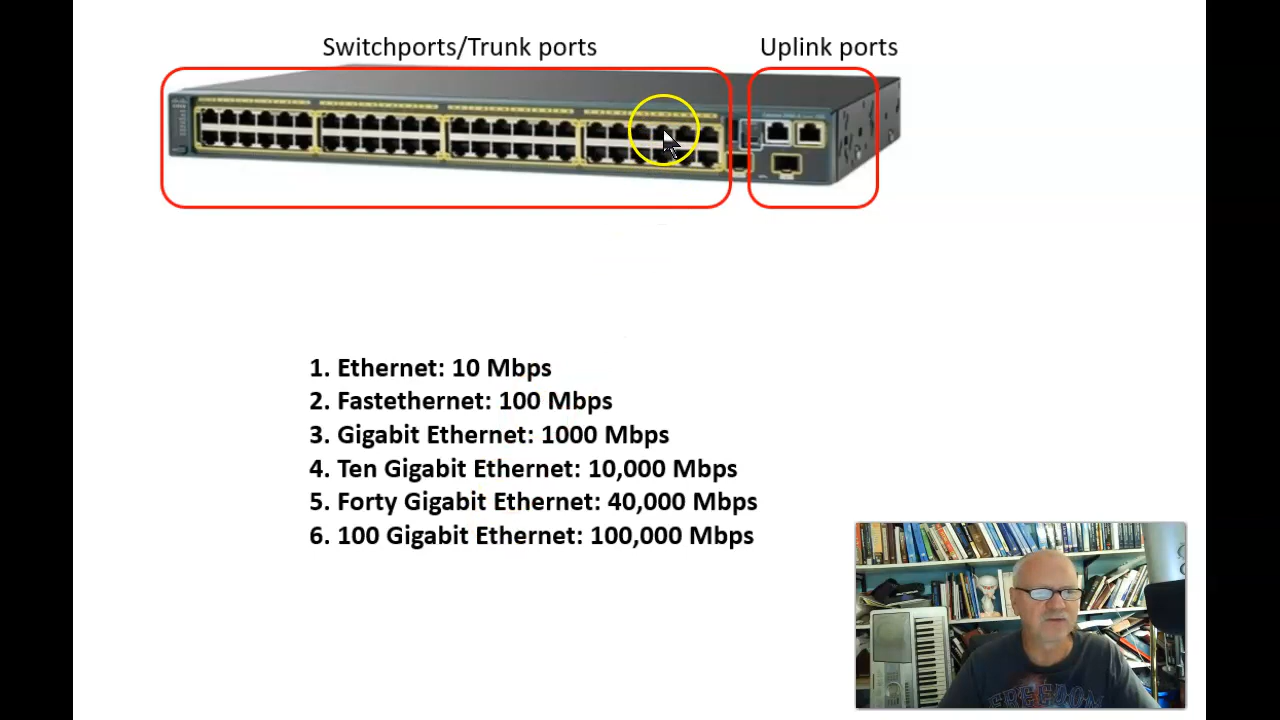 Switchports/Trunk ports
Uplink ports
1. Ethernet: 10 Mbps
2. Fastethernet: 100 Mbps
3. Gigabit Ethernet: 1000 Mbps
4. Ten Gigabit Ethernet: 10,000 Mbps
5. Forty Gigabit Ethernet: 40,000 Mbps
6. 100 Gigabit Ethernet: 100,000 Mbps
FREEDOM